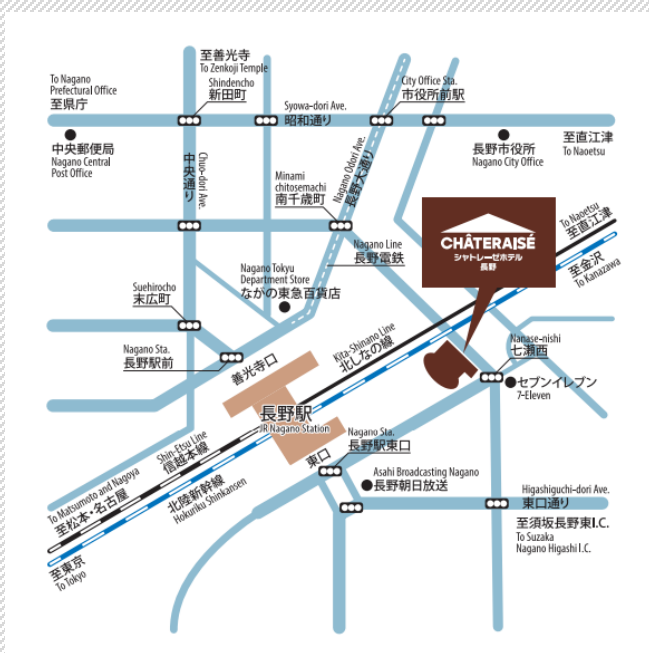 To Nagano
Prefectural Office
至県庁
至善光寺
To Zenkoji Temple
Shindencho
新田町
Syowa-dori Ave.
昭和通り
City Office Sta.
市役所前駅
中央郵便局
Nagano Central
Post Office
長野市役所
Nagano City Office
至直江津
To Naoetsu
中央通り
Chuo-dori Ave.
Nagano Odori Ave.
長野大通り
Minami
chitosemachi
南千歳町
Nagano Line
長野電鉄
CHÂTERAISÉ
シャトレーゼホテル
長野
To Naoetsu
至直江津
至金沢
To Kanazawa
Nagano Tokyu
Department Store
ながの東急百貨店
Suehirocho
末広町
Nagano Sta.
長野駅前
善光寺口
Kita-Shinano Line
北しなの線
Nanase-nishi
七瀬西
セブンイレブン
7-Eleven
長野駅
JR Nagano Station
Nagano Sta.
長野駅東口
東口
Shin-Etsu Line
信越本線
Asahi Broadcasting Nagano
長野朝日放送
Higashiguchi-dori Ave.
東口通り
To Matsumoto and Nagoya
至松本・名古屋
北陸新幹線
Hokuriku Shinkansen
至須坂長野東I.C.
To Suzaka
Nagano Higashi I.C.
至東京
To Tokyo